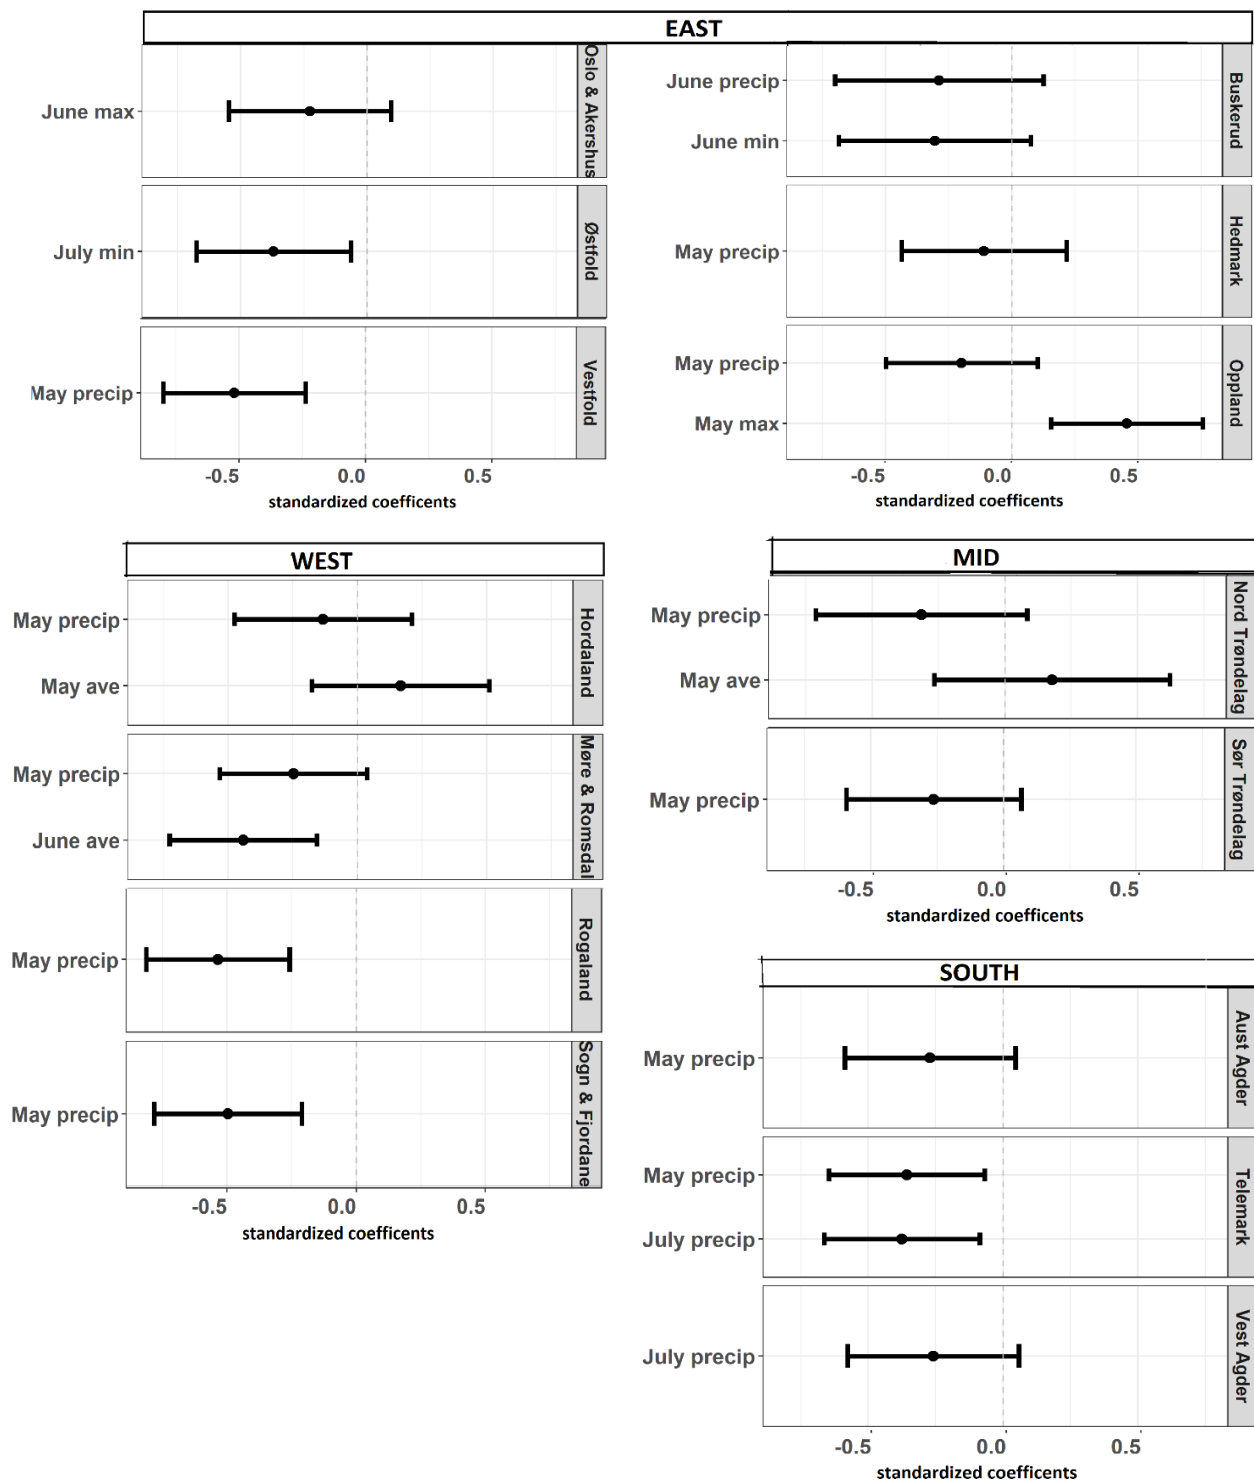 EAST
June max
Oslo & Akershus
July min
Østfold
May precip
Vestfold
-0.5 0.0 0.5
standardized coefficents
June precip
June min
Buskerud
May precip
Hedmark
May precip
May max
Oppland
-0.5 0.0 0.5
standardized coefficents
WEST
May precip
May ave
Hordaland
May precip
June ave
Møre & Romsdal
May precip
Rogaland
May precip
Sogn & Fjordane
-0.5 0.0 0.5
standardized coefficents
MID
May precip
May ave
Nord Trøndelag
May precip
Sør Trøndelag
-0.5 0.0 0.5
standardized coefficents
SOUTH
May precip
Aust Agder
May precip
July precip
Telemark
July precip
Vest Agder
-0.5 0.0 0.5
standardized coefficents